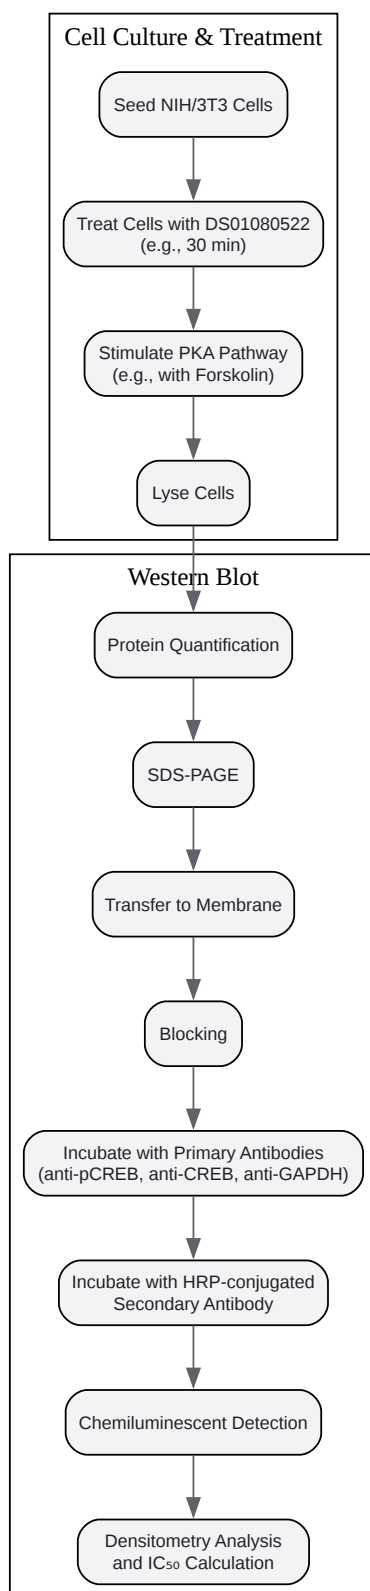 Cell Culture & Treatment
Seed NIH/3T3 Cells
Treat Cells with DS01080522
(e.g., 30 min)
Stimulate PKA Pathway
(e.g., with Forskolin)
Lyse Cells
Western Blot
Protein Quantification
SDS-PAGE
Transfer to Membrane
Blocking
Incubate with Primary Antibodies
(anti-pCREB, anti-CREB, anti-GAPDH)
Incubate with HRP-conjugated
Secondary Antibody
Chemiluminescent Detection
Densitometry Analysis
and IC₅₀ Calculation